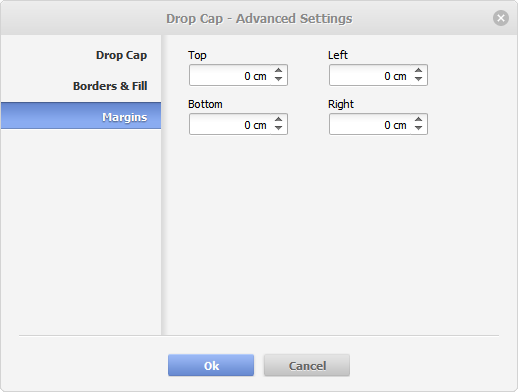 Drop Cap - Advanced Settings
Drop Cap
Borders & Fill
Margins
Top
Left
0 cm
0 cm
Bottom
Right
0 cm
0 cm
Ok
Cancel